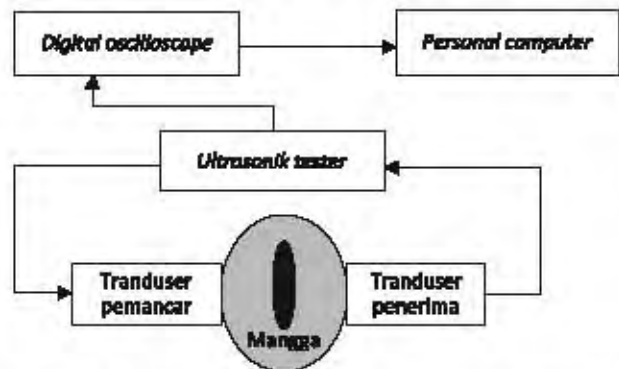 Digital oscilloscope
Personal computer
Ultrasonik tester
Tranduser
pemancar
Tranduser
penerima
Mangga